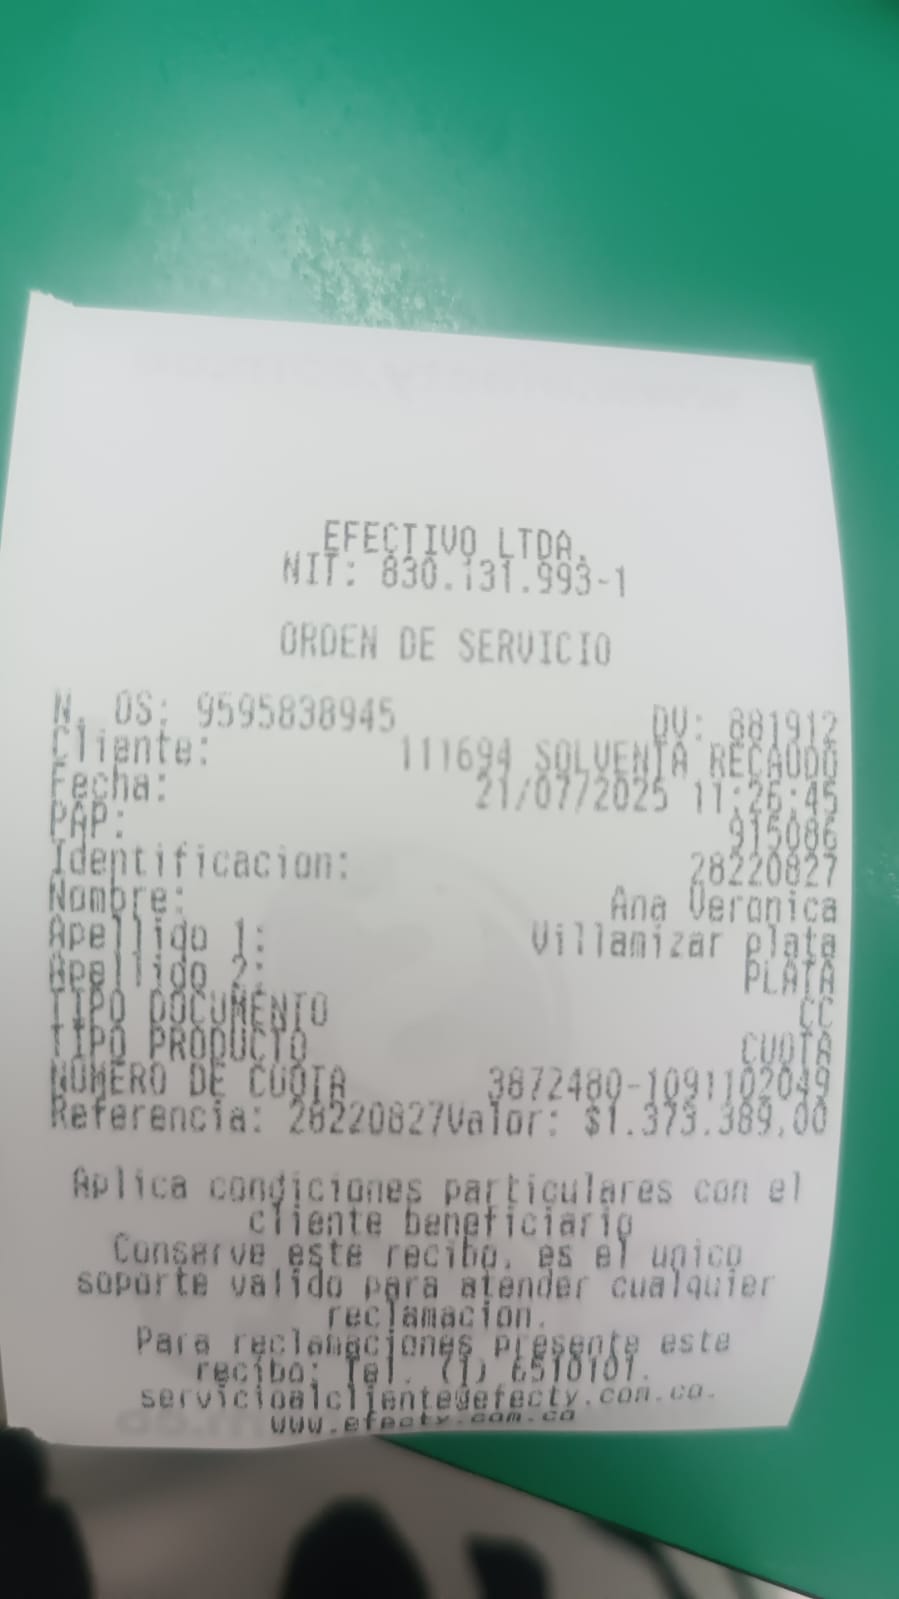 EFECTIVO LTDA.
NIT: 830.131.993-1
ORDEN DE SERVICIO
N. OS: 9595838945 DV: 881912
Cliente: 111694 SOLVENTA RECAUDO
Fecha: 21/07/2025 11:26:45
PAP: 915086
Identificacion: 28220827
Nombre: Ana Veronica
Apellido 1: Villamizar plata
Apellido 2: PLATA
TIPO DOCUMENTO CC
TIPO PRODUCTO CUOTA
NUMERO DE CUOTA 3872480-1091102049
Referencia: 28220827Valor: $1.373.389,00
Aplica condiciones particulares con el
cliente beneficiario
Conserve este recibo, es el unico
soporte valido para atender cualquier
reclamacion.
Para reclamaciones presente este
recibo: Tel. (1) 6510101.
servicioalcliente@efecty.com.co.
www.efecty.com.co